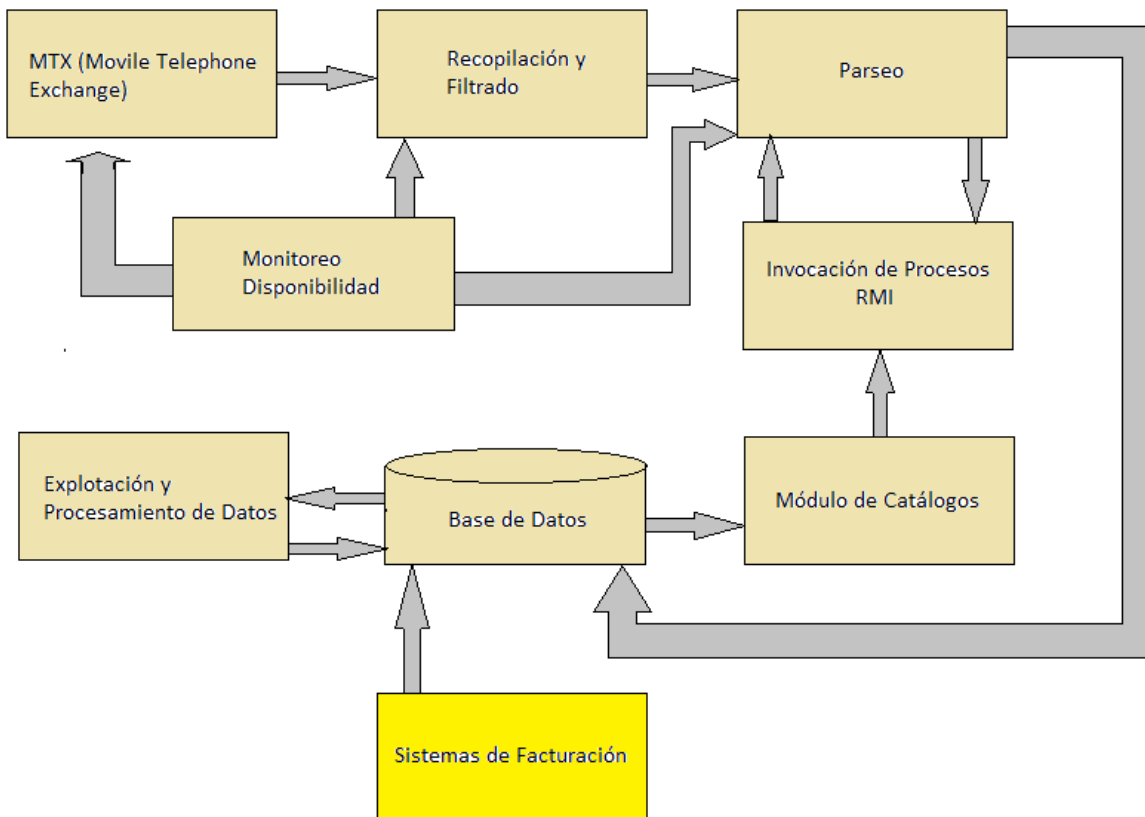 MTX (Movile Telephone
Exchange)
Recopilación y
Filtrado
Parseo
Monitoreo
Disponibilidad
Invocación de Procesos
RMI
Explotación y
Procesamiento de Datos
Base de Datos
Módulo de Catálogos
Sistemas de Facturación